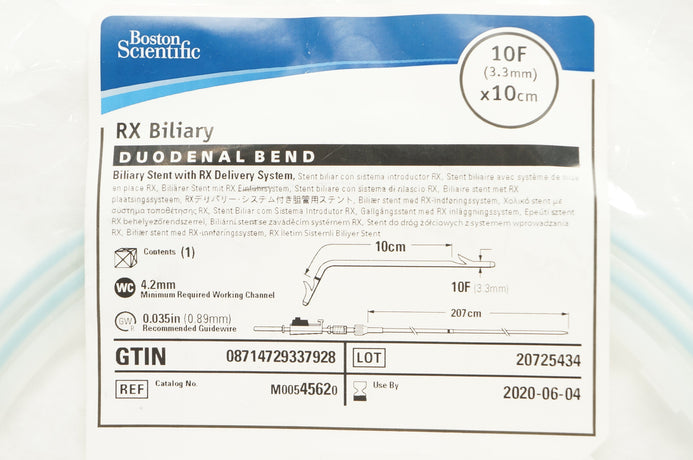 Boston
Scientific
10F
(3.3mm)
x10cm
RX Biliary
DUODENAL BEND
Biliary Stent with RX Delivery System, Stent biliar con sistema introductor RX, Stent biliaire avec système de mise
en place RX, Biliärer Stent mit RX Einführsystem, Stent biliare con sistema di rilascio RX, Biliaire stent met RX
plaatsingssysteem, RXデリバリー・システム付き胆管用ステント, Biliær stent med RX-indføringssystem, Χολικό stent με
σύστημα τοποθέτησης RX, Stent Biliar com Sistema Introdutor RX, Gallgångsstent med RX inläggningssystem, Epeúti sztent
RX behelyezőrendszerrel, Biliární stent se zaváděcím systémem RX, Stent do dróg żółciowych z systemem wprowadzania
RX, Biliær stent med RX-innføringssystem, RX İletim Sistemli Biliyer Stent
Contents (1)
10cm
WC 4.2mm
Minimum Required Working Channel
10F (3.3mm)
GW 0.035in (0.89mm)
Recommended Guidewire
207cm
GTIN 08714729337928
LOT 20725434
REF Catalog No. M00545620
Use By 2020-06-04